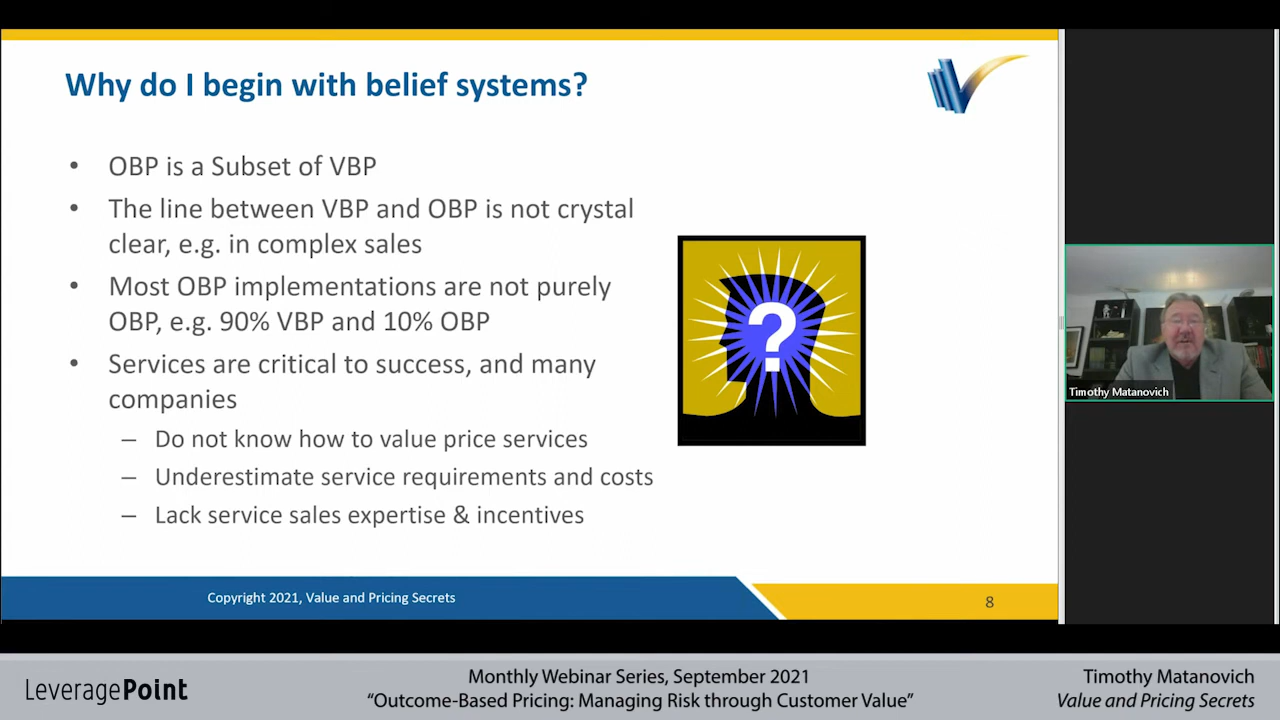 Why do I begin with belief systems?
• OBP is a Subset of VBP
• The line between VBP and OBP is not crystal
clear, e.g. in complex sales
• Most OBP implementations are not purely
OBP, e.g. 90% VBP and 10% OBP
• Services are critical to success, and many
companies
– Do not know how to value price services
– Underestimate service requirements and costs
– Lack service sales expertise & incentives
?
Timothy Matanovich
Copyright 2021, Value and Pricing Secrets
8
LeveragePoint
Monthly Webinar Series, September 2021
“Outcome-Based Pricing: Managing Risk through Customer Value”
Timothy Matanovich
Value and Pricing Secrets